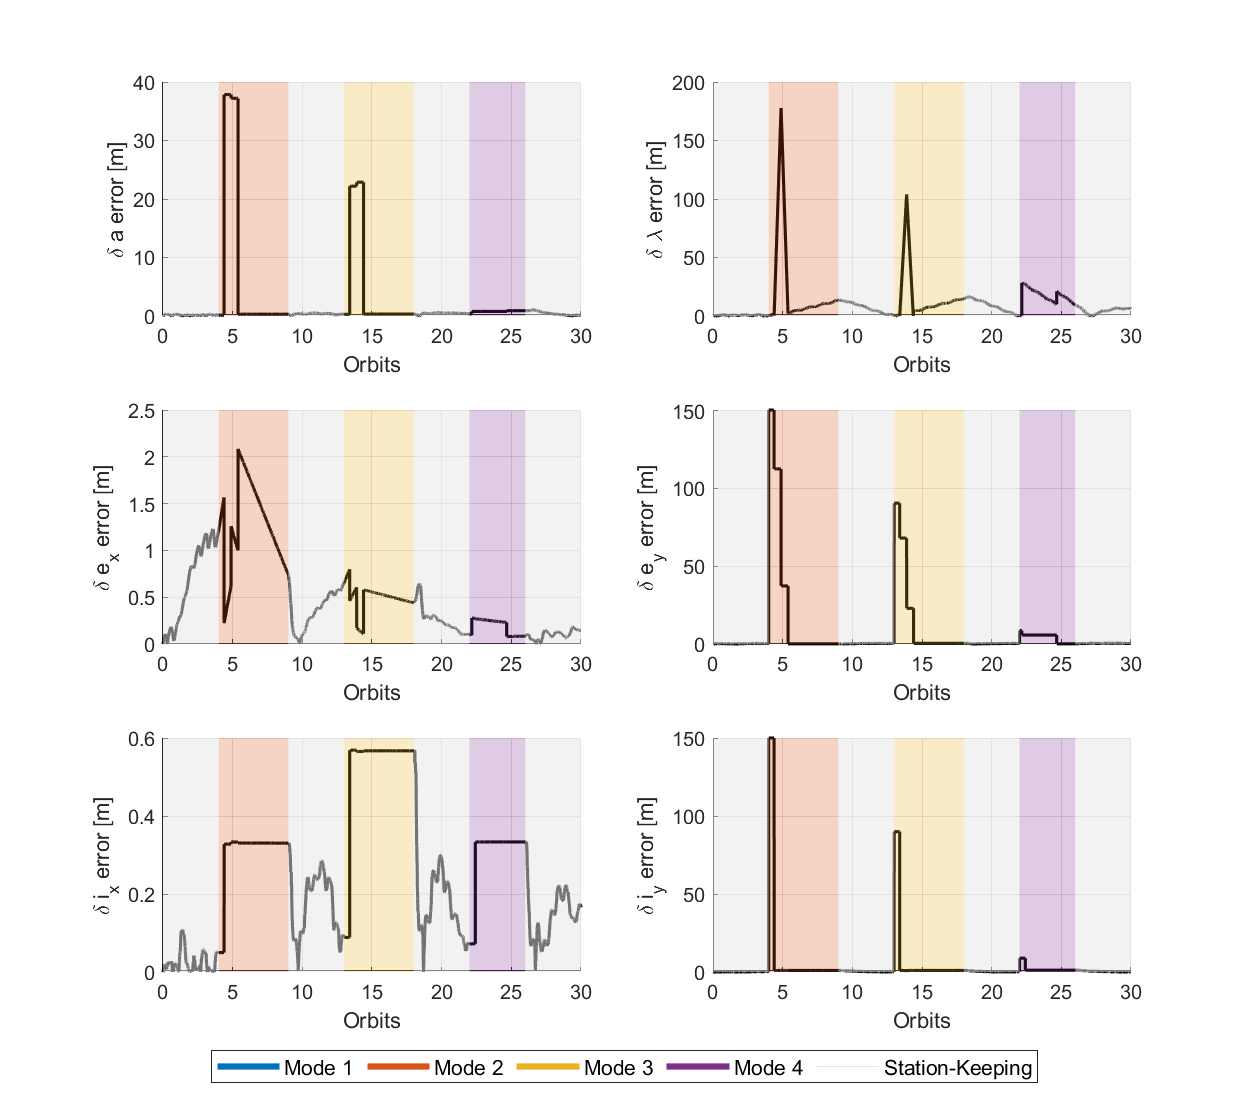 40
30
20
10
0
δ a error [m]
0 5 10 15 20 25 30
Orbits
200
150
100
50
0
δ λ error [m]
0 5 10 15 20 25 30
Orbits
2.5
2
1.5
1
0.5
0
δ e_x error [m]
0 5 10 15 20 25 30
Orbits
150
100
50
0
δ e_y error [m]
0 5 10 15 20 25 30
Orbits
0.6
0.4
0.2
0
δ i_x error [m]
0 5 10 15 20 25 30
Orbits
150
100
50
0
δ i_y error [m]
0 5 10 15 20 25 30
Orbits
Mode 1 Mode 2 Mode 3 Mode 4 Station-Keeping